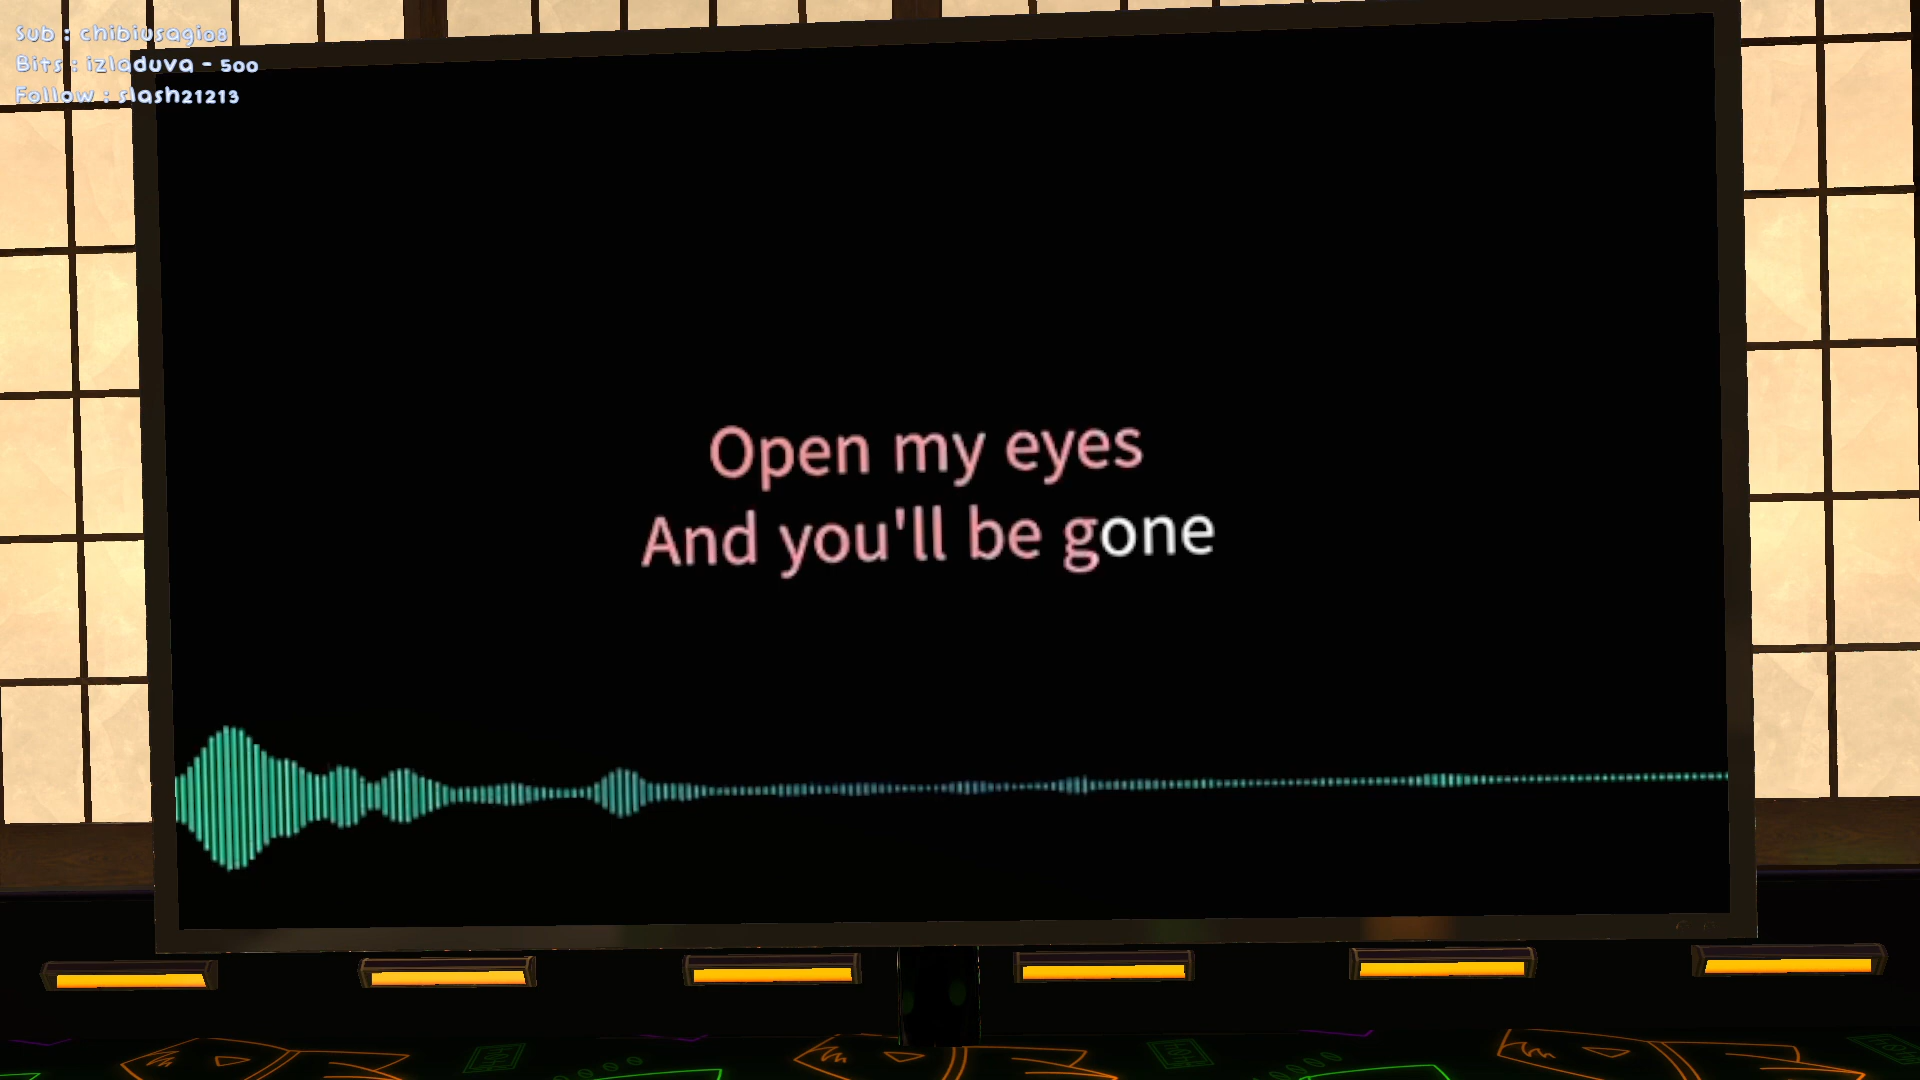 Sub : chibiusagi08
Bits : izladuva - 500
Follow : slash21213
Open my eyes
And you'll be gone